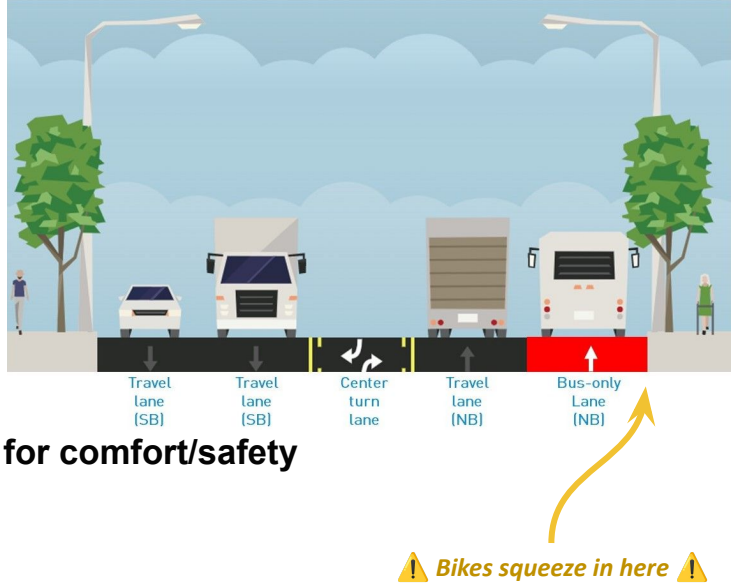 Travel
lane
(SB)
Travel
lane
(SB)
Center
turn
lane
Travel
lane
(NB)
Bus-only
Lane
(NB)
for comfort/safety
⚠️ Bikes squeeze in here ⚠️